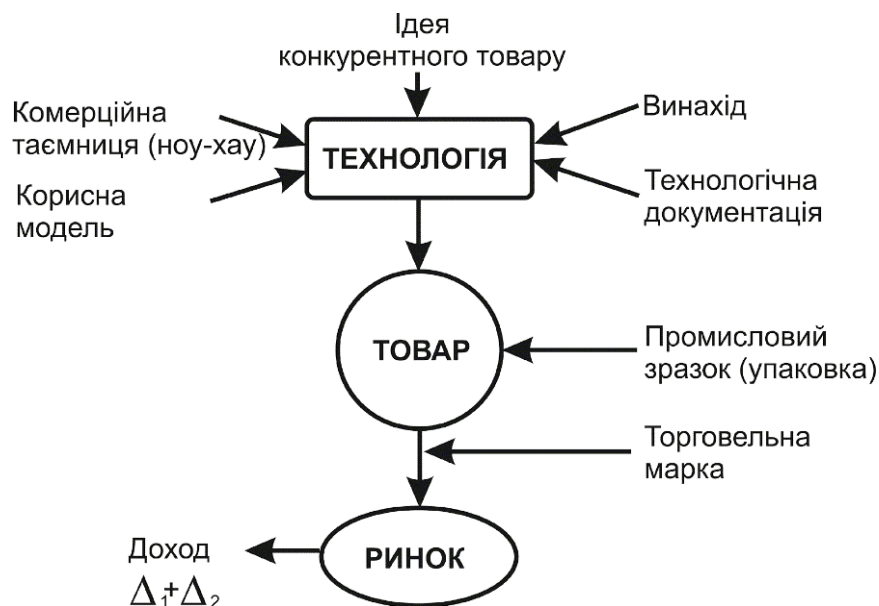 Ідея
конкурентного товару
Комерційна
таємниця (ноу-хау)
Винахід
ТЕХНОЛОГІЯ
Корисна
модель
Технологічна
документація
ТОВАР
Промисловий
зразок (упаковка)
Торговельна
марка
РИНОК
Доход
Δ₁+Δ₂